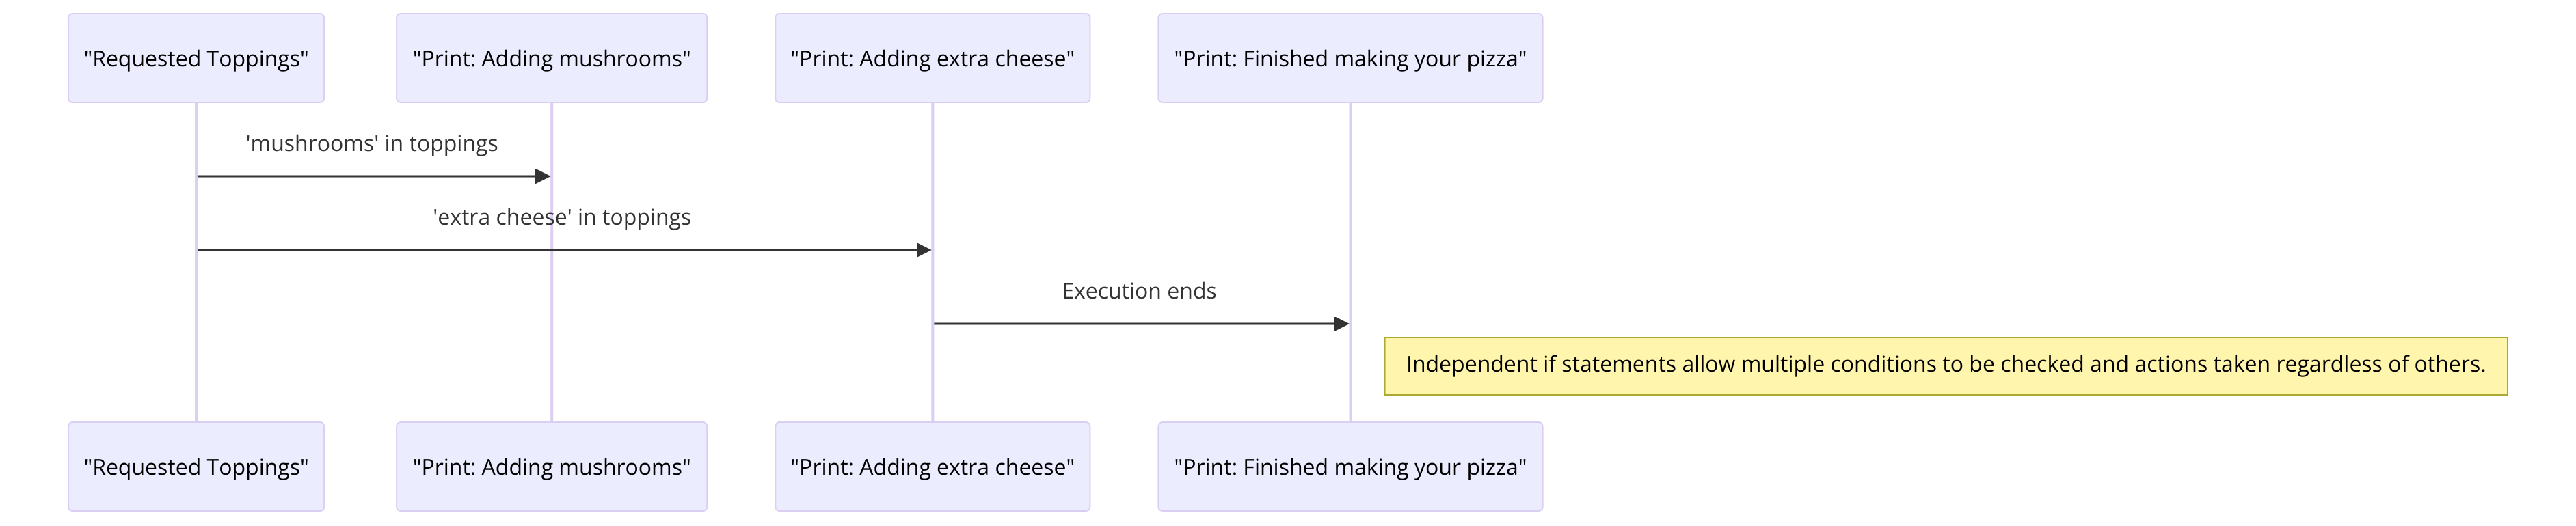 "Requested Toppings"
"Print: Adding mushrooms"
"Print: Adding extra cheese"
"Print: Finished making your pizza"
'mushrooms' in toppings
'extra cheese' in toppings
Execution ends
Independent if statements allow multiple conditions to be checked and actions taken regardless of others.
"Requested Toppings"
"Print: Adding mushrooms"
"Print: Adding extra cheese"
"Print: Finished making your pizza"